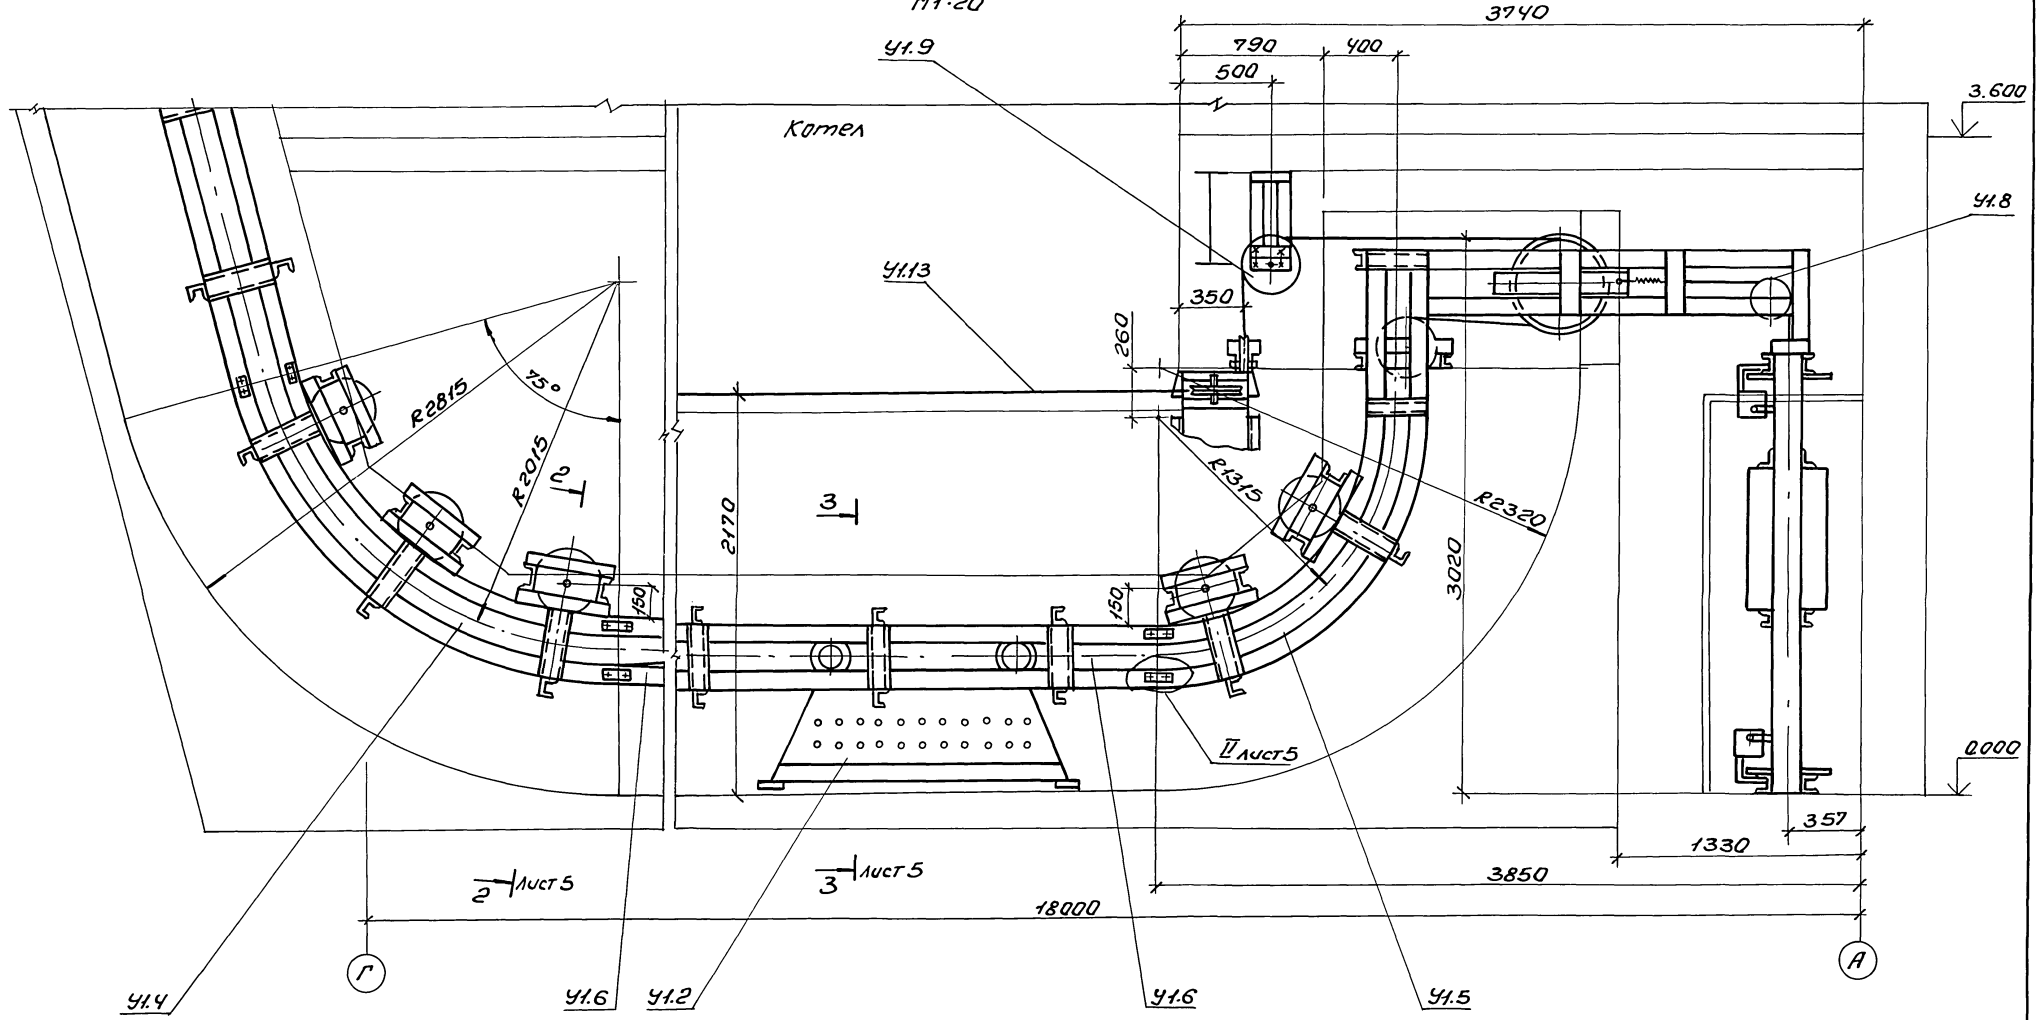 М1:20
3740
У1.9
790
400
500
3.600
Котел
У1.8
У1.13
350
260
75°
R2815
R2015
2
3
R1315
R2320
2170
3020
150
150
II лист 5
0.000
357
1330
2 лист 5
3 лист 5
3850
18000
Г
А
У1.4
У1.6
У1.2
У1.6
У1.5